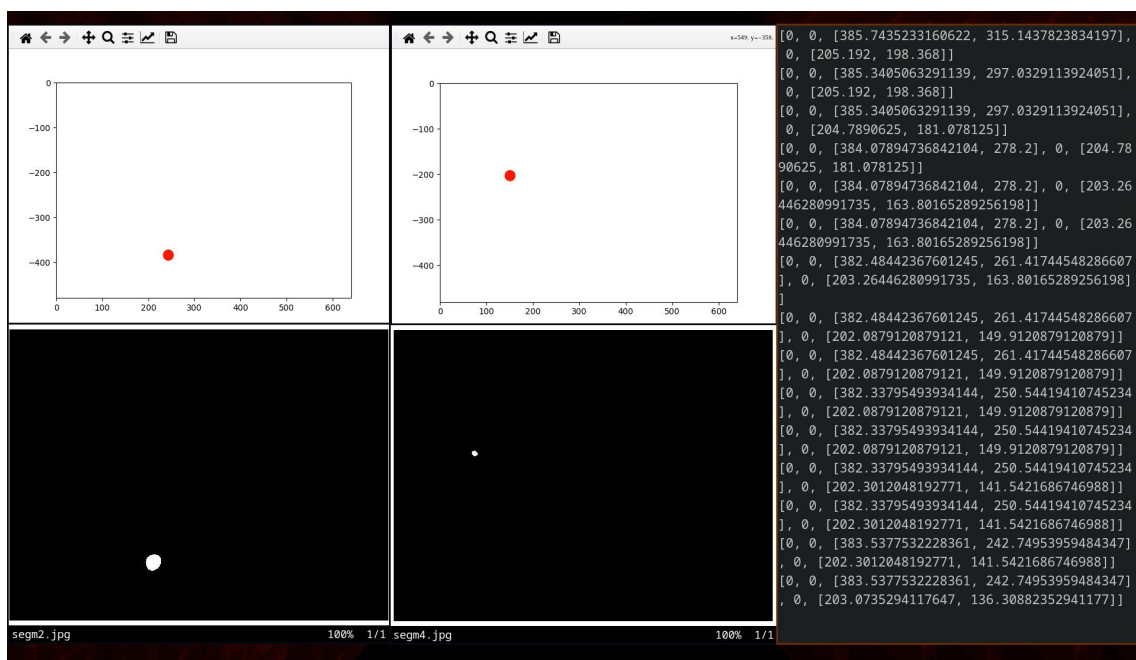 x=549. y=-358.
0
−100
−200
−300
−400
0 100 200 300 400 500 600
0
−100
−200
−300
−400
0 100 200 300 400 500 600
segm2.jpg 100% 1/1
segm4.jpg 100% 1/1
[0, 0, [385.7435233160622, 315.1437823834197],
0, [205.192, 198.368]]
[0, 0, [385.3405063291139, 297.0329113924051],
0, [205.192, 198.368]]
[0, 0, [385.3405063291139, 297.0329113924051],
0, [204.7890625, 181.078125]]
[0, 0, [384.07894736842104, 278.2], 0, [204.78
90625, 181.078125]]
[0, 0, [384.07894736842104, 278.2], 0, [203.26
446280991735, 163.80165289256198]]
[0, 0, [384.07894736842104, 278.2], 0, [203.26
446280991735, 163.80165289256198]]
[0, 0, [382.48442367601245, 261.41744548286607
], 0, [203.26446280991735, 163.80165289256198]
]
[0, 0, [382.48442367601245, 261.41744548286607
], 0, [202.0879120879121, 149.9120879120879]]
[0, 0, [382.48442367601245, 261.41744548286607
], 0, [202.0879120879121, 149.9120879120879]]
[0, 0, [382.33795493934144, 250.54419410745234
], 0, [202.0879120879121, 149.9120879120879]]
[0, 0, [382.33795493934144, 250.54419410745234
], 0, [202.0879120879121, 149.9120879120879]]
[0, 0, [382.33795493934144, 250.54419410745234
], 0, [202.3012048192771, 141.5421686746988]]
[0, 0, [382.33795493934144, 250.54419410745234
], 0, [202.3012048192771, 141.5421686746988]]
[0, 0, [383.5377532228361, 242.74953959484347]
, 0, [202.3012048192771, 141.5421686746988]]
[0, 0, [383.5377532228361, 242.74953959484347]
, 0, [203.0735294117647, 136.30882352941177]]